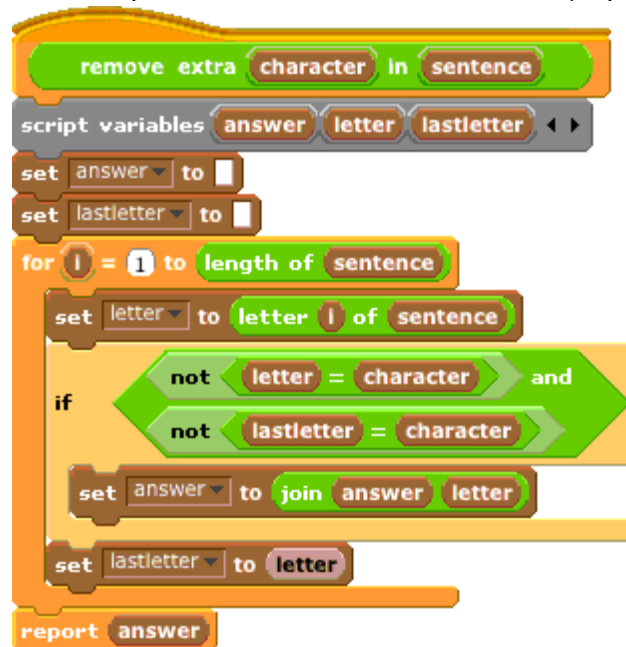 remove extra character in sentence
script variables answer letter lastletter
set answer to
set lastletter to
for i = 1 to length of sentence
set letter to letter i of sentence
if not letter = character and
not lastletter = character
set answer to join answer letter
set lastletter to letter
report answer